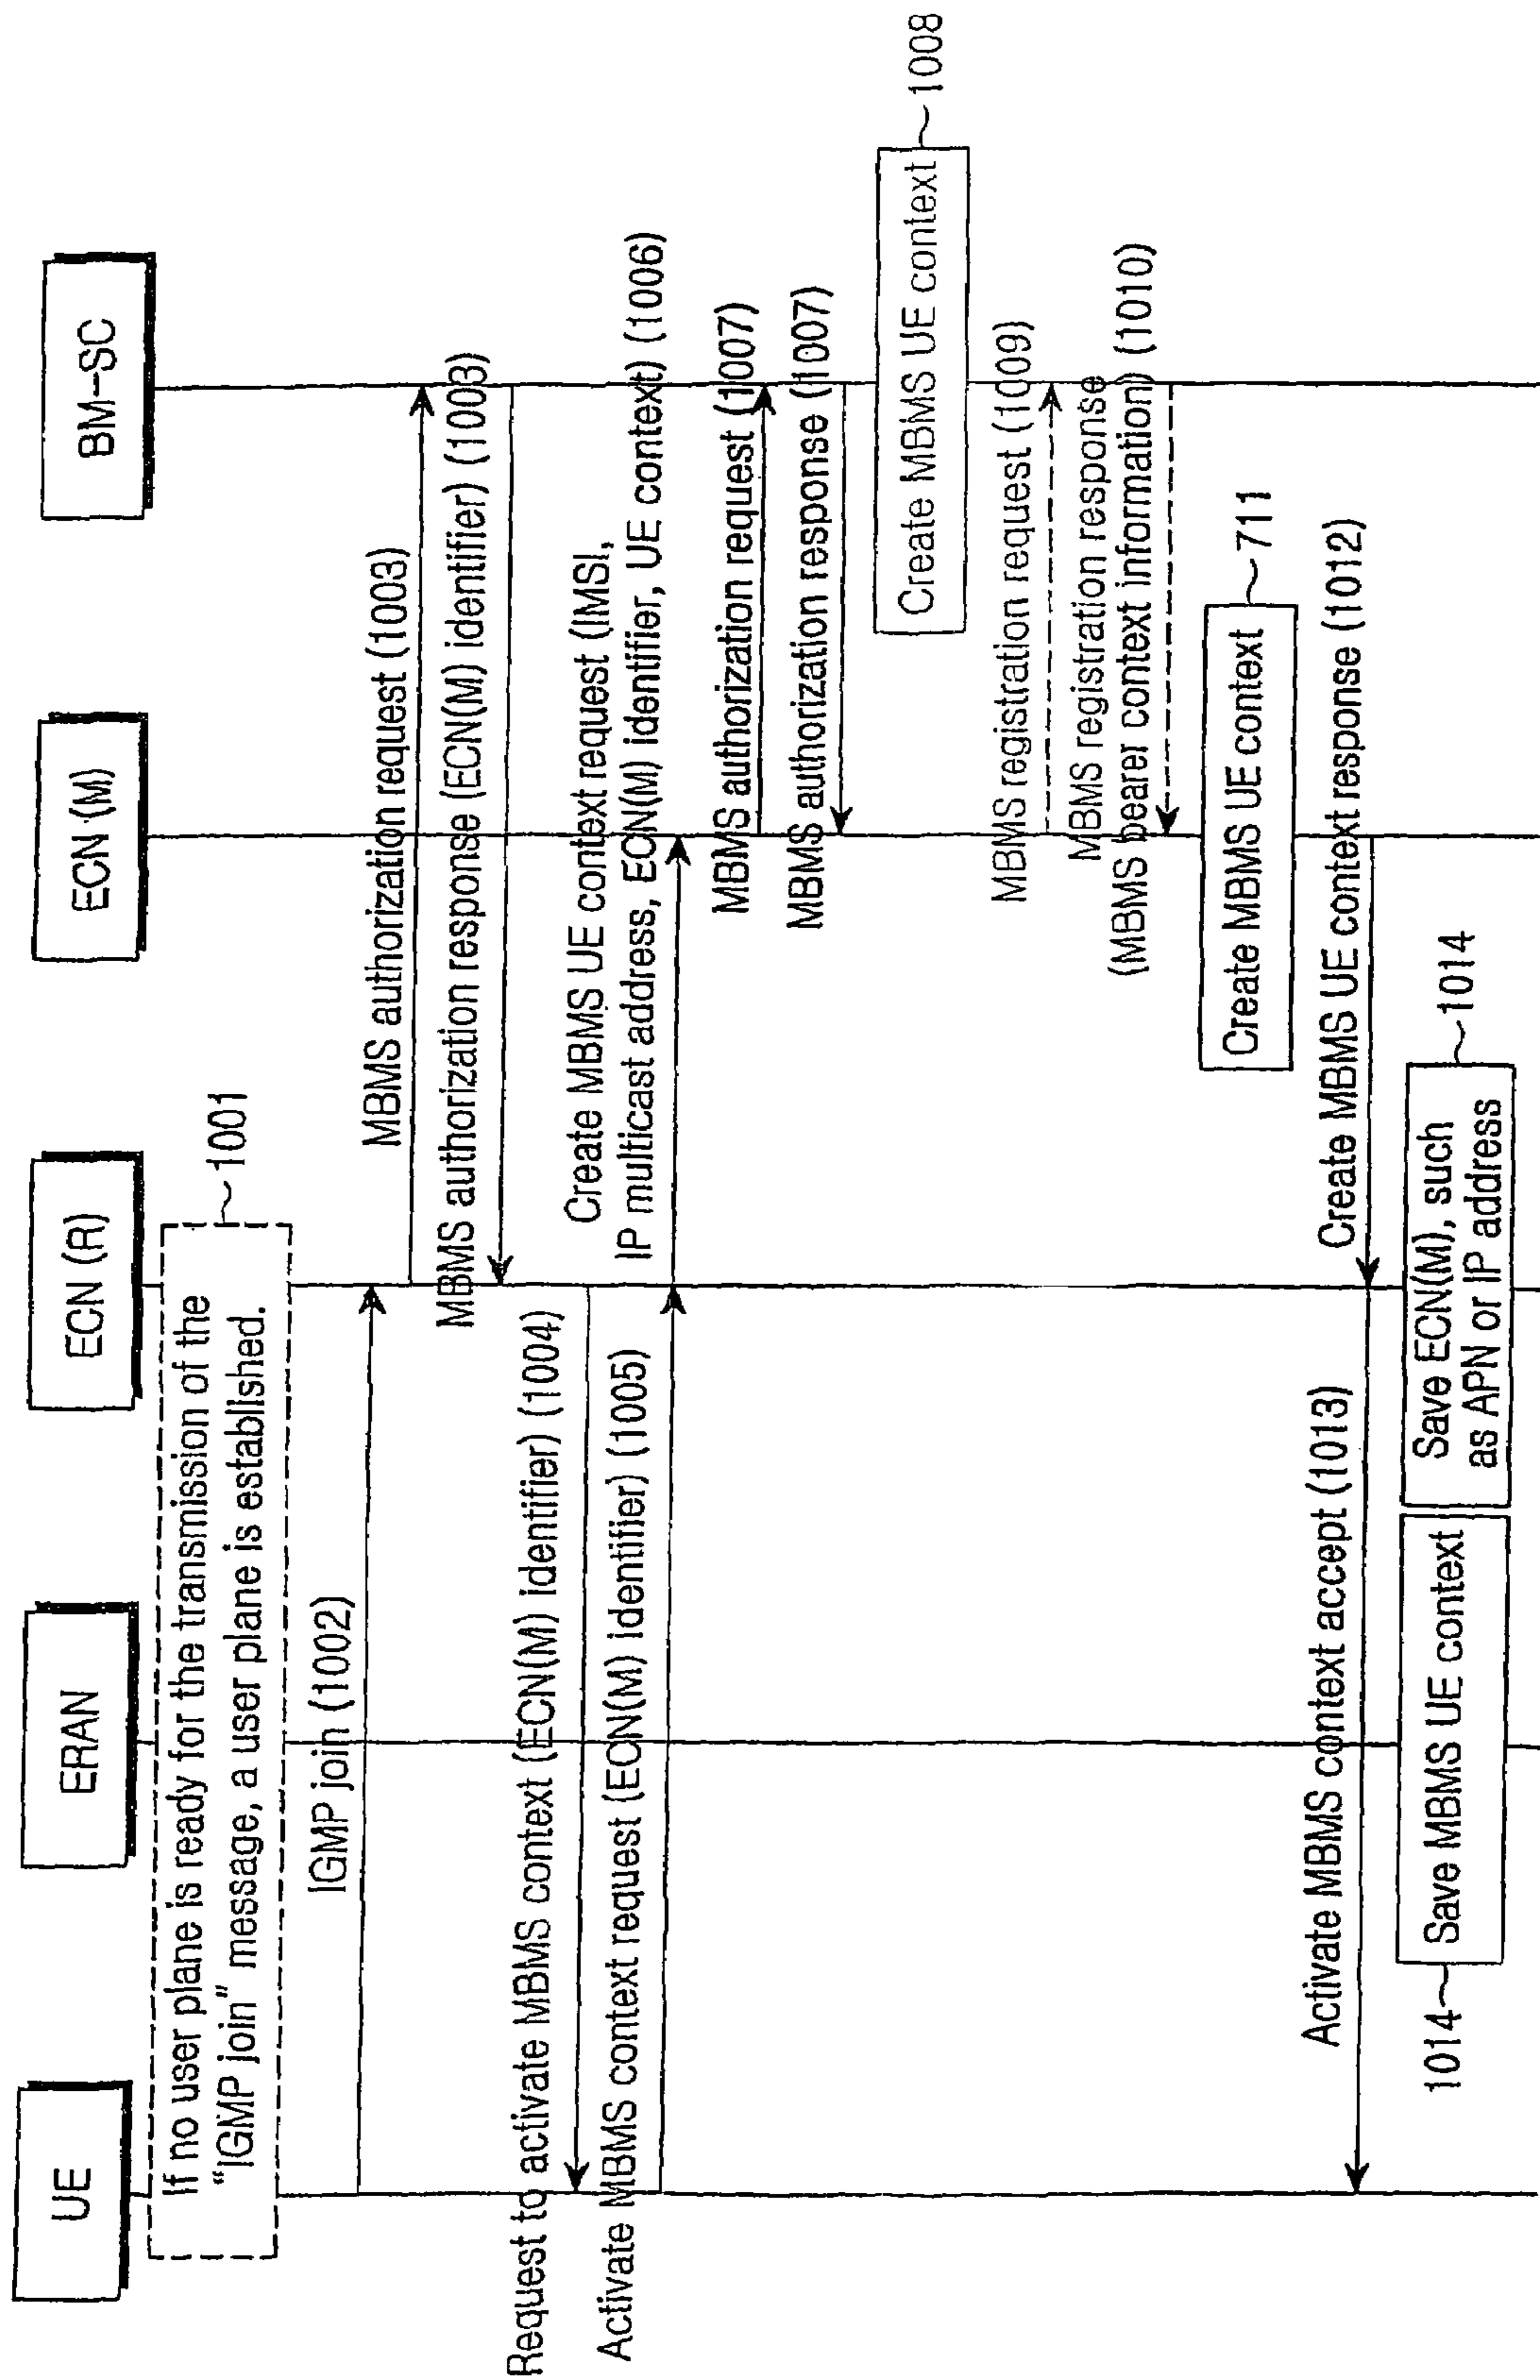 UE
ERAN
ECN (R)
ECN (M)
BM-SC
If no user plane is ready for the transmission of the
"IGMP join" message, a user plane is established.
~1001
IGMP join (1002)
MBMS authorization request (1003)
MBMS authorization response (ECN(M) identifier) (1003)
Request to activate MBMS context (ECN(M) identifier) (1004)
Activate MBMS context request (ECN(M) identifier) (1005)
Create MBMS UE context request (IMSI,
IP multicast address, ECN(M) identifier, UE context) (1006)
MBMS authorization request (1007)
MBMS authorization response (1007)
Create MBMS UE context
~1008
MBMS registration request (1009)
MBMS registration response
(MBMS bearer context information) (1010)
Create MBMS UE context
~711
Create MBMS UE context response (1012)
Activate MBMS context accept (1013)
1014~
Save MBMS UE context
Save ECN(M), such
as APN or IP address
~1014